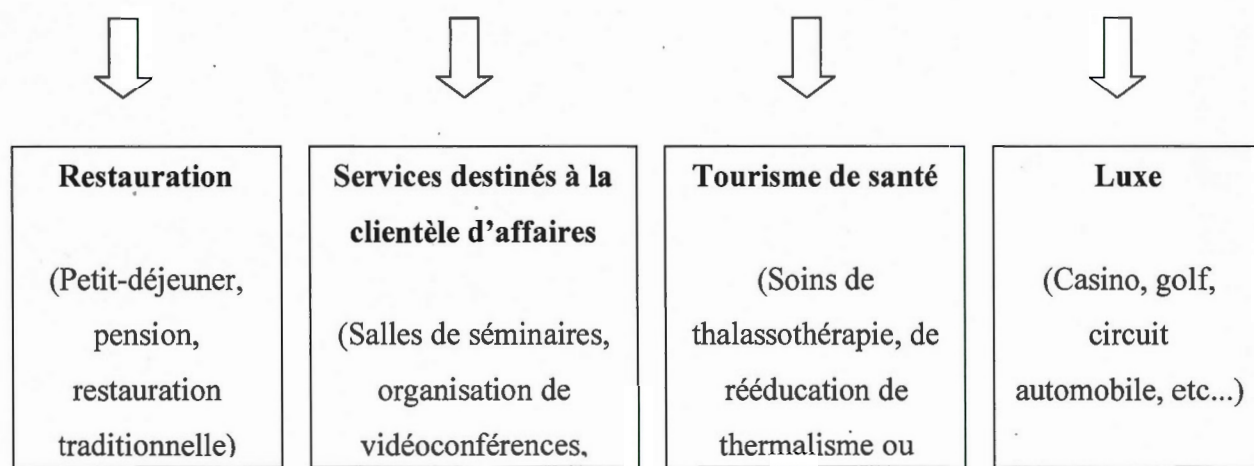 Restauration
(Petit-déjeuner,
pension,
restauration
traditionnelle)
Services destinés à la
clientèle d'affaires
(Salles de séminaires,
organisation de
vidéoconférences,
Tourisme de santé
(Soins de
thalassothérapie, de
rééducation de
thermalisme ou
Luxe
(Casino, golf,
circuit
automobile, etc...)